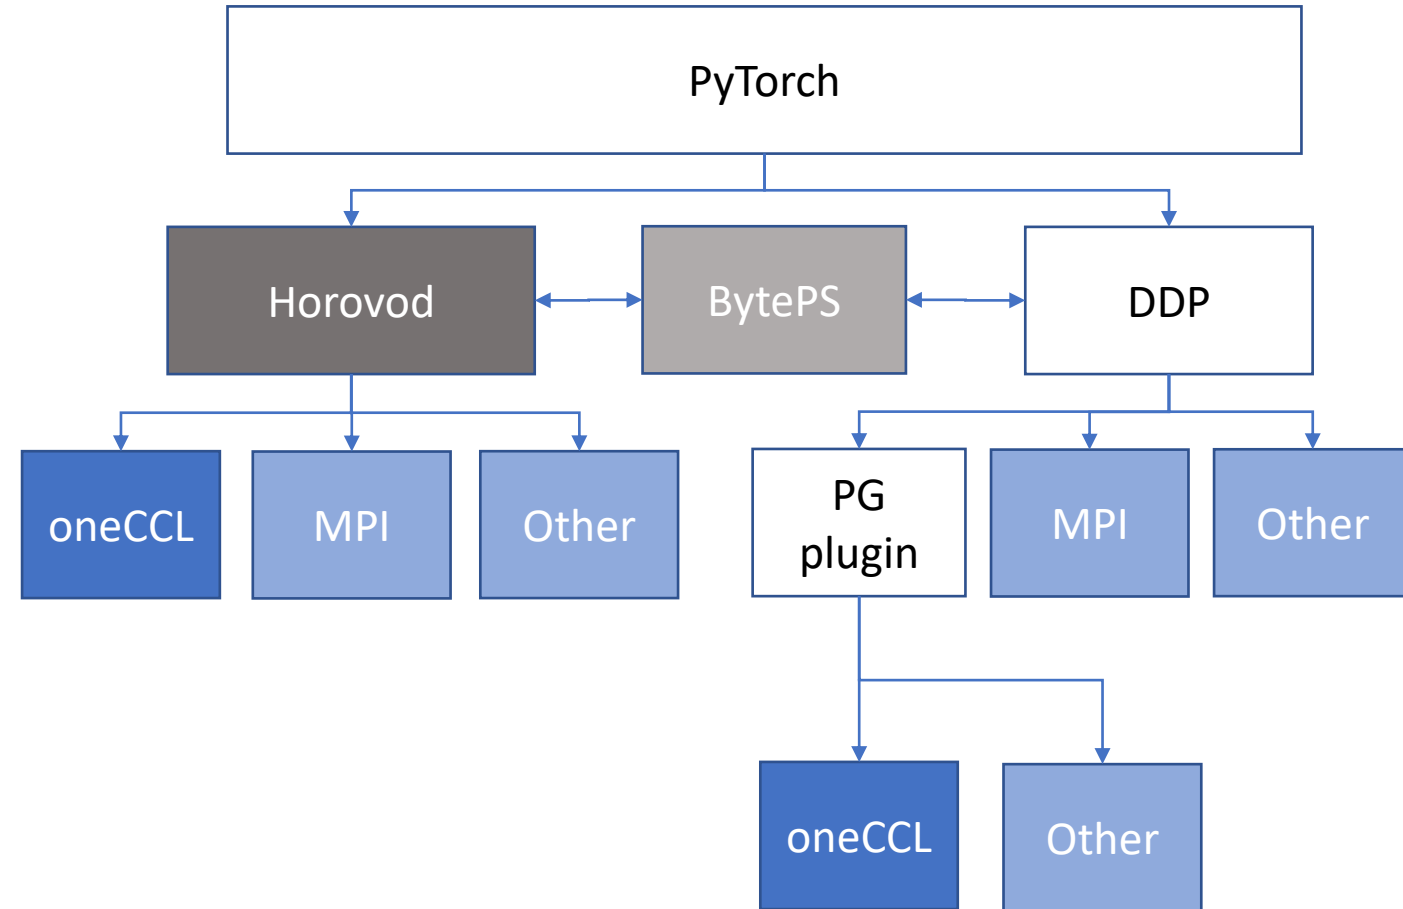 PyTorch
Horovod
BytePS
DDP
oneCCL
MPI
Other
PG
plugin
MPI
Other
oneCCL
Other